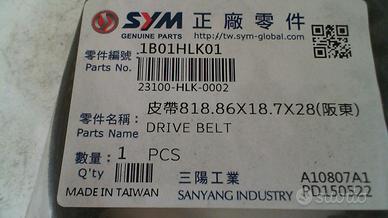 SYM 正廠零件
GENUINE PARTS http://tw.sym-global.com/
零件編號: 1B01HLK01
Parts No.
23100-HLK-0002
零件名稱: 皮帶818.86X18.7X28(阪東)
Parts Name DRIVE BELT
數量: 1 PCS
Q'ty
三陽工業 A10807A1
MADE IN TAIWAN SANYANG INDUSTRY PD150522
subito